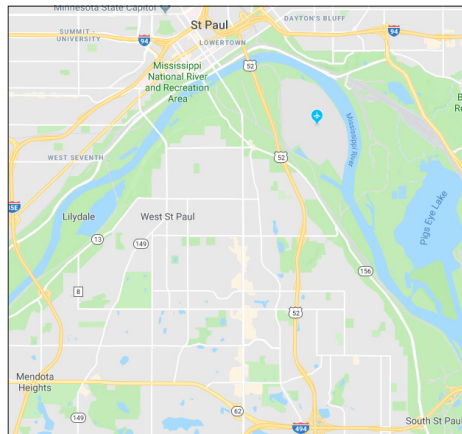 Minnesota State Capitol
St Paul
DAYTON'S BLUFF
SUMMIT -
UNIVERSITY
94
LOWERTOWN
94
Mississippi
National River
and Recreation
Area
52
Mississippi River
WEST SEVENTH
52
35E
Lilydale
West St Paul
Pigs Eye Lake
13
149
156
8
52
Mendota
Heights
149
62
494
South St Paul